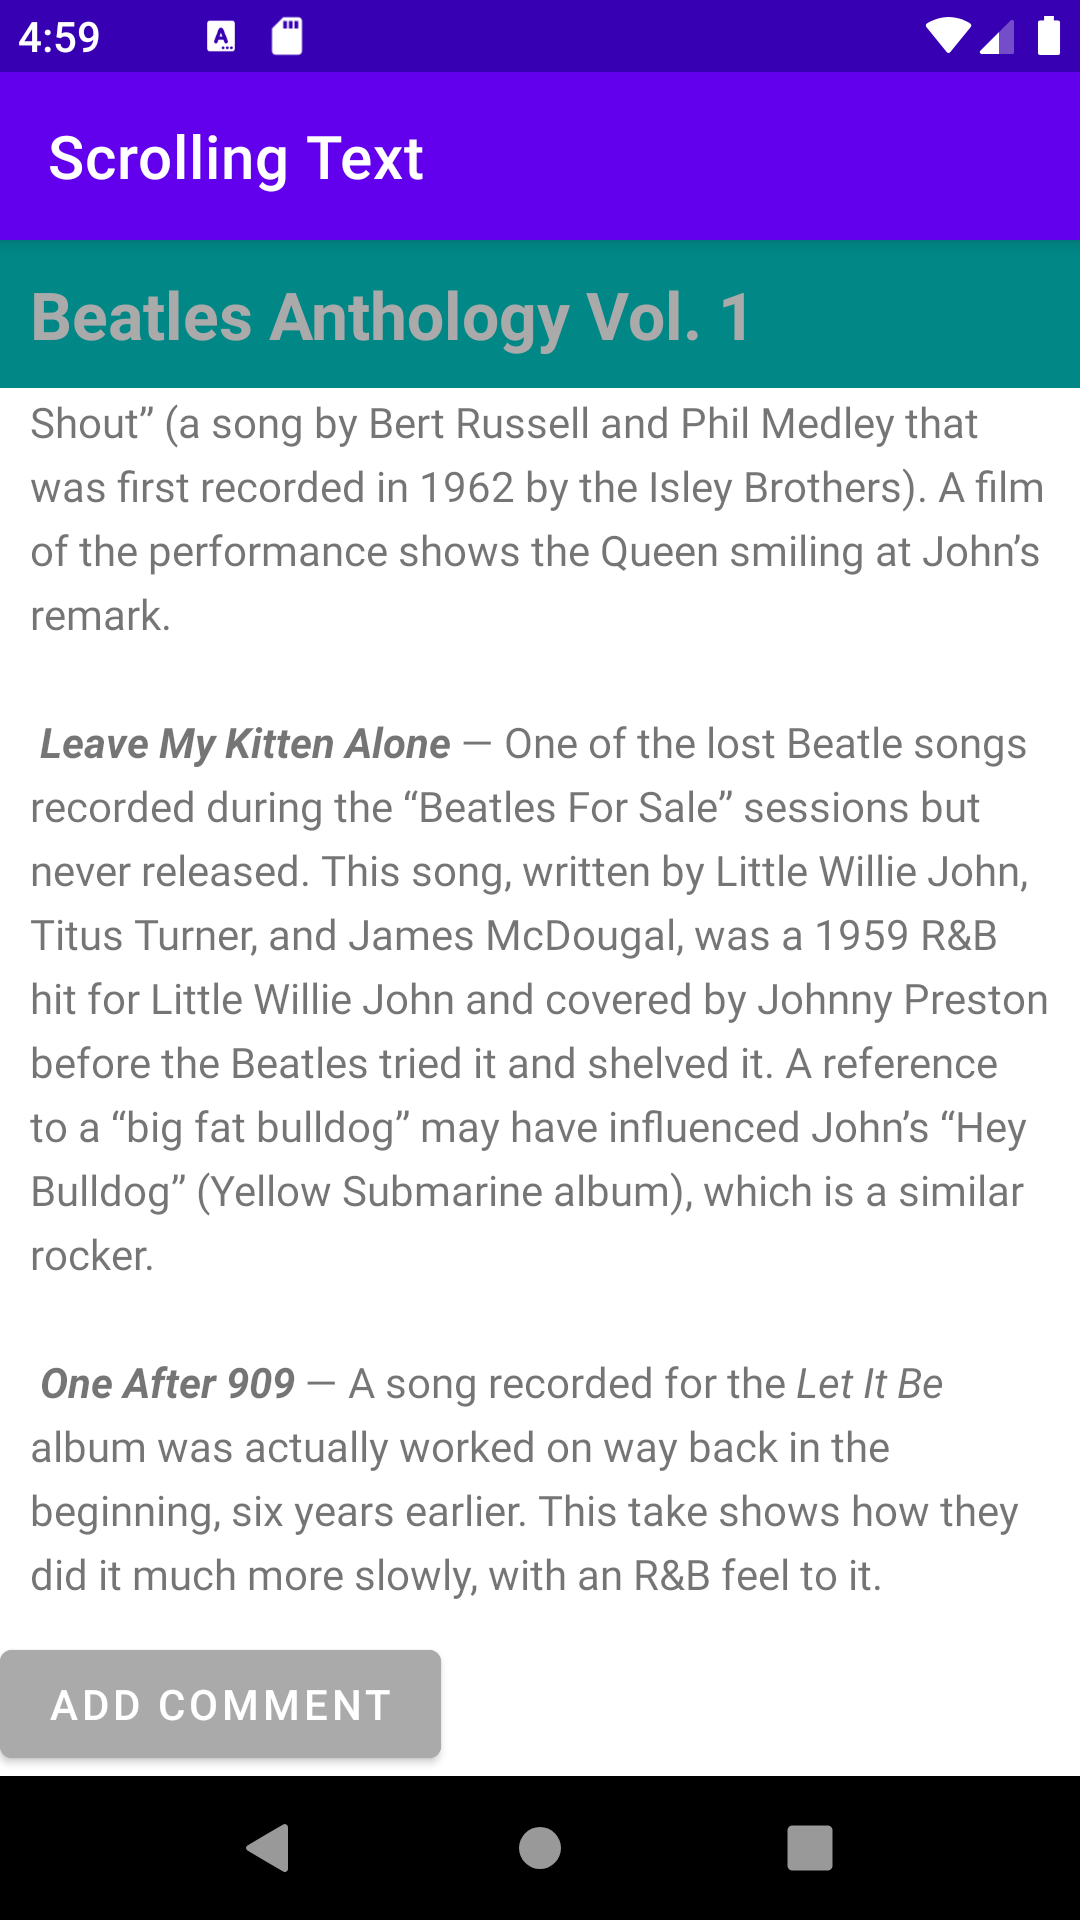 4:59
Scrolling Text
Beatles Anthology Vol. 1
Shout” (a song by Bert Russell and Phil Medley that
was first recorded in 1962 by the Isley Brothers). A film
of the performance shows the Queen smiling at John’s
remark.
Leave My Kitten Alone — One of the lost Beatle songs
recorded during the “Beatles For Sale” sessions but
never released. This song, written by Little Willie John,
Titus Turner, and James McDougal, was a 1959 R&B
hit for Little Willie John and covered by Johnny Preston
before the Beatles tried it and shelved it. A reference
to a “big fat bulldog” may have influenced John’s “Hey
Bulldog” (Yellow Submarine album), which is a similar
rocker.
One After 909 — A song recorded for the Let It Be
album was actually worked on way back in the
beginning, six years earlier. This take shows how they
did it much more slowly, with an R&B feel to it.
ADD COMMENT